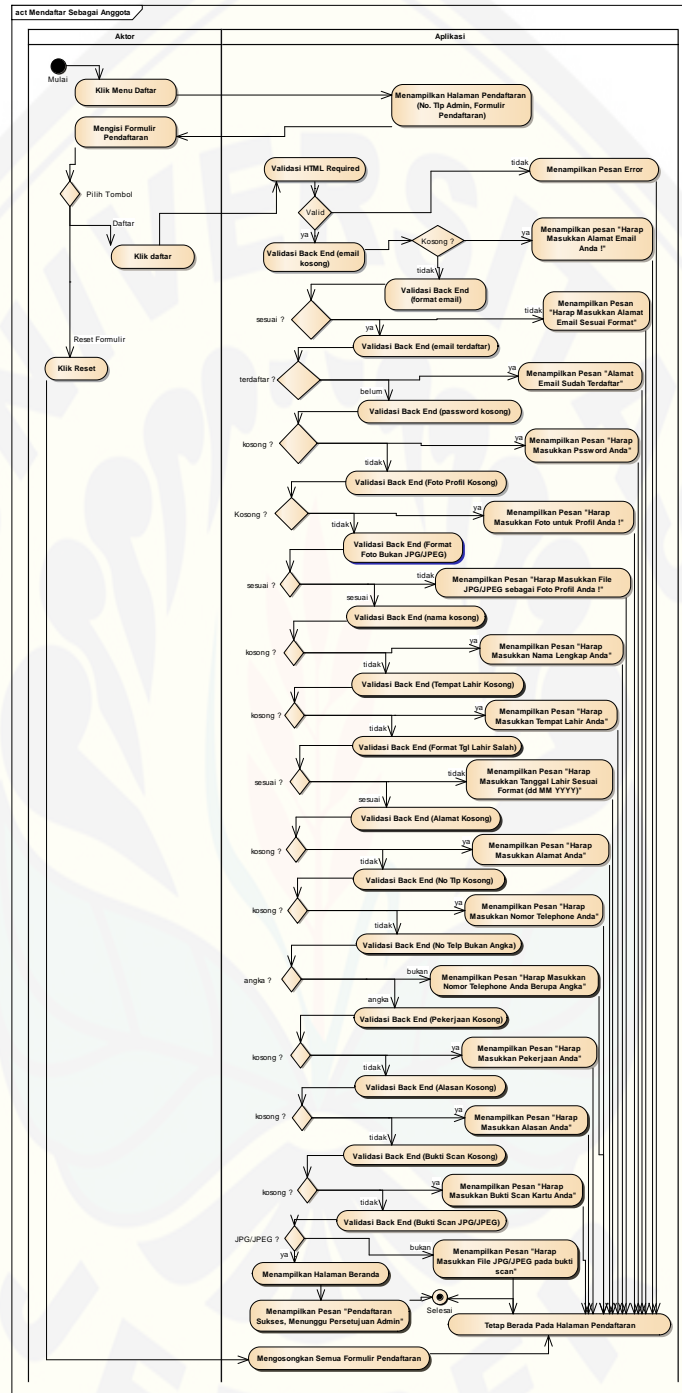 act Mendaftar Sebagai Anggota
Aktor
Aplikasi
Mulai
Klik Menu Daftar
Menampilkan Halaman Pendaftaran
(No. Tlp Admin, Formulir
Pendaftaran)
Mengisi Formulir
Pendaftaran
Pilih Tombol
Daftar
Klik daftar
Reset Formulir
Klik Reset
Validasi HTML Required
tidak
Menampilkan Pesan Error
Valid
ya
Validasi Back End (email
kosong)
Kosong ?
ya
Menampilkan pesan "Harap
Masukkan Alamat Email
Anda !"
tidak
Validasi Back End
(format email)
sesuai ?
tidak
Menampilkan Pesan
"Harap Masukkan Alamat
Email Sesuai Format"
ya
Validasi Back End (email terdaftar)
terdaftar ?
ya
Menampilkan Pesan "Alamat
Email Sudah Terdaftar"
belum
Validasi Back End (password kosong)
kosong ?
ya
Menampilkan Pesan "Harap
Masukkan Pssword Anda"
tidak
Validasi Back End (Foto Profil Kosong)
Kosong ?
ya
Menampilkan Pesan "Harap
Masukkan Foto untuk Profil Anda !"
tidak
Validasi Back End (Format
Foto Bukan JPG/JPEG)
sesuai ?
tidak
Menampilkan Pesan "Harap Masukkan File
JPG/JPEG sebagai Foto Profil Anda !"
sesuai
Validasi Back End (nama kosong)
kosong ?
ya
Menampilkan Pesan "Harap
Masukkan Nama Lengkap Anda"
tidak
Validasi Back End (Tempat Lahir Kosong)
kosong ?
ya
Menampilkan Pesan "Harap
Masukkan Tempat Lahir Anda"
tidak
Validasi Back End (Format Tgl Lahir Salah)
sesuai ?
tidak
Menampilkan Pesan "Harap
Masukkan Tanggal Lahir Sesuai
Format (dd MM YYYY)"
sesuai
Validasi Back End (Alamat Kosong)
kosong ?
ya
Menampilkan Pesan "Harap
Masukkan Alamat Anda"
tidak
Validasi Back End (No Tlp Kosong)
kosong ?
ya
Menampilkan Pesan "Harap
Masukkan Nomor Telephone Anda"
tidak
Validasi Back End (No Telp Bukan Angka)
angka ?
bukan
Menampilkan Pesan "Harap Masukkan
Nomor Telephone Anda Berupa Angka"
angka
Validasi Back End (Pekerjaan Kosong)
kosong ?
ya
Menampilkan Pesan "Harap
Masukkan Pekerjaan Anda"
tidak
Validasi Back End (Alasan Kosong)
kosong ?
ya
Menampilkan Pesan "Harap
Masukkan Alasan Anda"
tidak
Validasi Back End (Bukti Scan Kosong)
kosong ?
ya
Menampilkan Pesan "Harap
Masukkan Bukti Scan Kartu Anda"
tidak
Validasi Back End (Bukti Scan JPG/JPEG)
JPG/JPEG ?
bukan
Menampilkan Pesan "Harap
Masukkan File JPG/JPEG pada bukti
scan"
ya
Menampilkan Halaman Beranda
Menampilkan Pesan "Pendaftaran
Sukses, Menunggu Persetujuan Admin"
Selesai
Tetap Berada Pada Halaman Pendaftaran
Mengosongkan Semua Formulir Pendaftaran